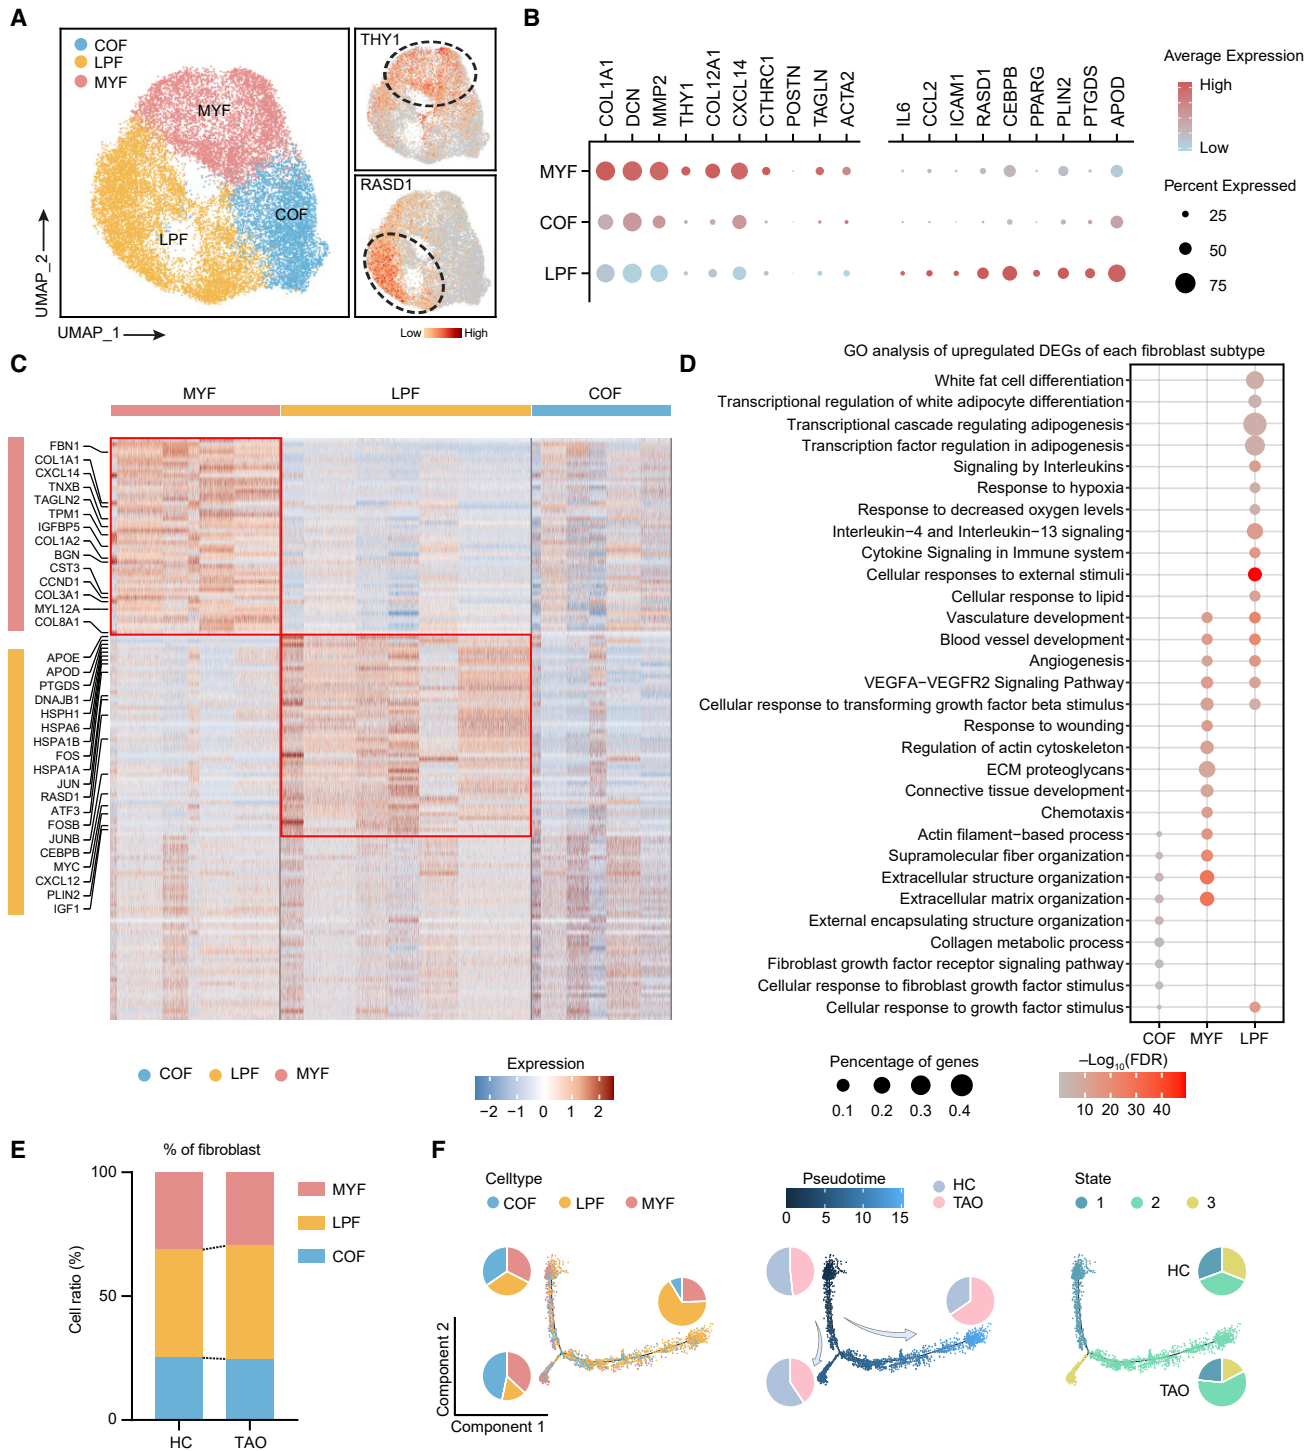 A
COF
LPF
MYF
MYF
COF
LPF
UMAP_2
UMAP_1
THY1
RASD1
Low
High
B
COL1A1
DCN
MMP2
THY1
COL12A1
CXCL14
CTHRC1
POSTN
TAGLN
ACTA2
IL6
CCL2
ICAM1
RASD1
CEBPB
PPARG
PLIN2
PTGDS
APOD
MYF
COF
LPF
Average Expression
High
Low
Percent Expressed
25
50
75
C
MYF
LPF
COF
FBN1
COL1A1
CXCL14
TNXB
TAGLN2
TPM1
IGFBP5
COL1A2
BGN
CST3
CCND1
COL3A1
MYL12A
COL8A1
APOE
APOD
PTGDS
DNAJB1
HSPH1
HSPA6
HSPA1B
FOS
HSPA1A
JUN
RASD1
ATF3
FOSB
JUNB
CEBPB
MYC
CXCL12
PLIN2
IGF1
COF
LPF
MYF
Expression
−2 −1 0 1 2
D
GO analysis of upregulated DEGs of each fibroblast subtype
White fat cell differentiation
Transcriptional regulation of white adipocyte differentiation
Transcriptional cascade regulating adipogenesis
Transcription factor regulation in adipogenesis
Signaling by Interleukins
Response to hypoxia
Response to decreased oxygen levels
Interleukin−4 and Interleukin−13 signaling
Cytokine Signaling in Immune system
Cellular responses to external stimuli
Cellular response to lipid
Vasculature development
Blood vessel development
Angiogenesis
VEGFA−VEGFR2 Signaling Pathway
Cellular response to transforming growth factor beta stimulus
Response to wounding
Regulation of actin cytoskeleton
ECM proteoglycans
Connective tissue development
Chemotaxis
Actin filament−based process
Supramolecular fiber organization
Extracellular structure organization
Extracellular matrix organization
External encapsulating structure organization
Collagen metabolic process
Fibroblast growth factor receptor signaling pathway
Cellular response to fibroblast growth factor stimulus
Cellular response to growth factor stimulus
COF MYF LPF
Percentage of genes
0.1 0.2 0.3 0.4
–Log10(FDR)
10 20 30 40
E
% of fibroblast
Cell ratio (%)
100
50
0
HC
TAO
MYF
LPF
COF
F
Celltype
COF
LPF
MYF
Component 2
Component 1
Pseudotime
0 5 10 15
HC
TAO
State
1
2
3
HC
TAO